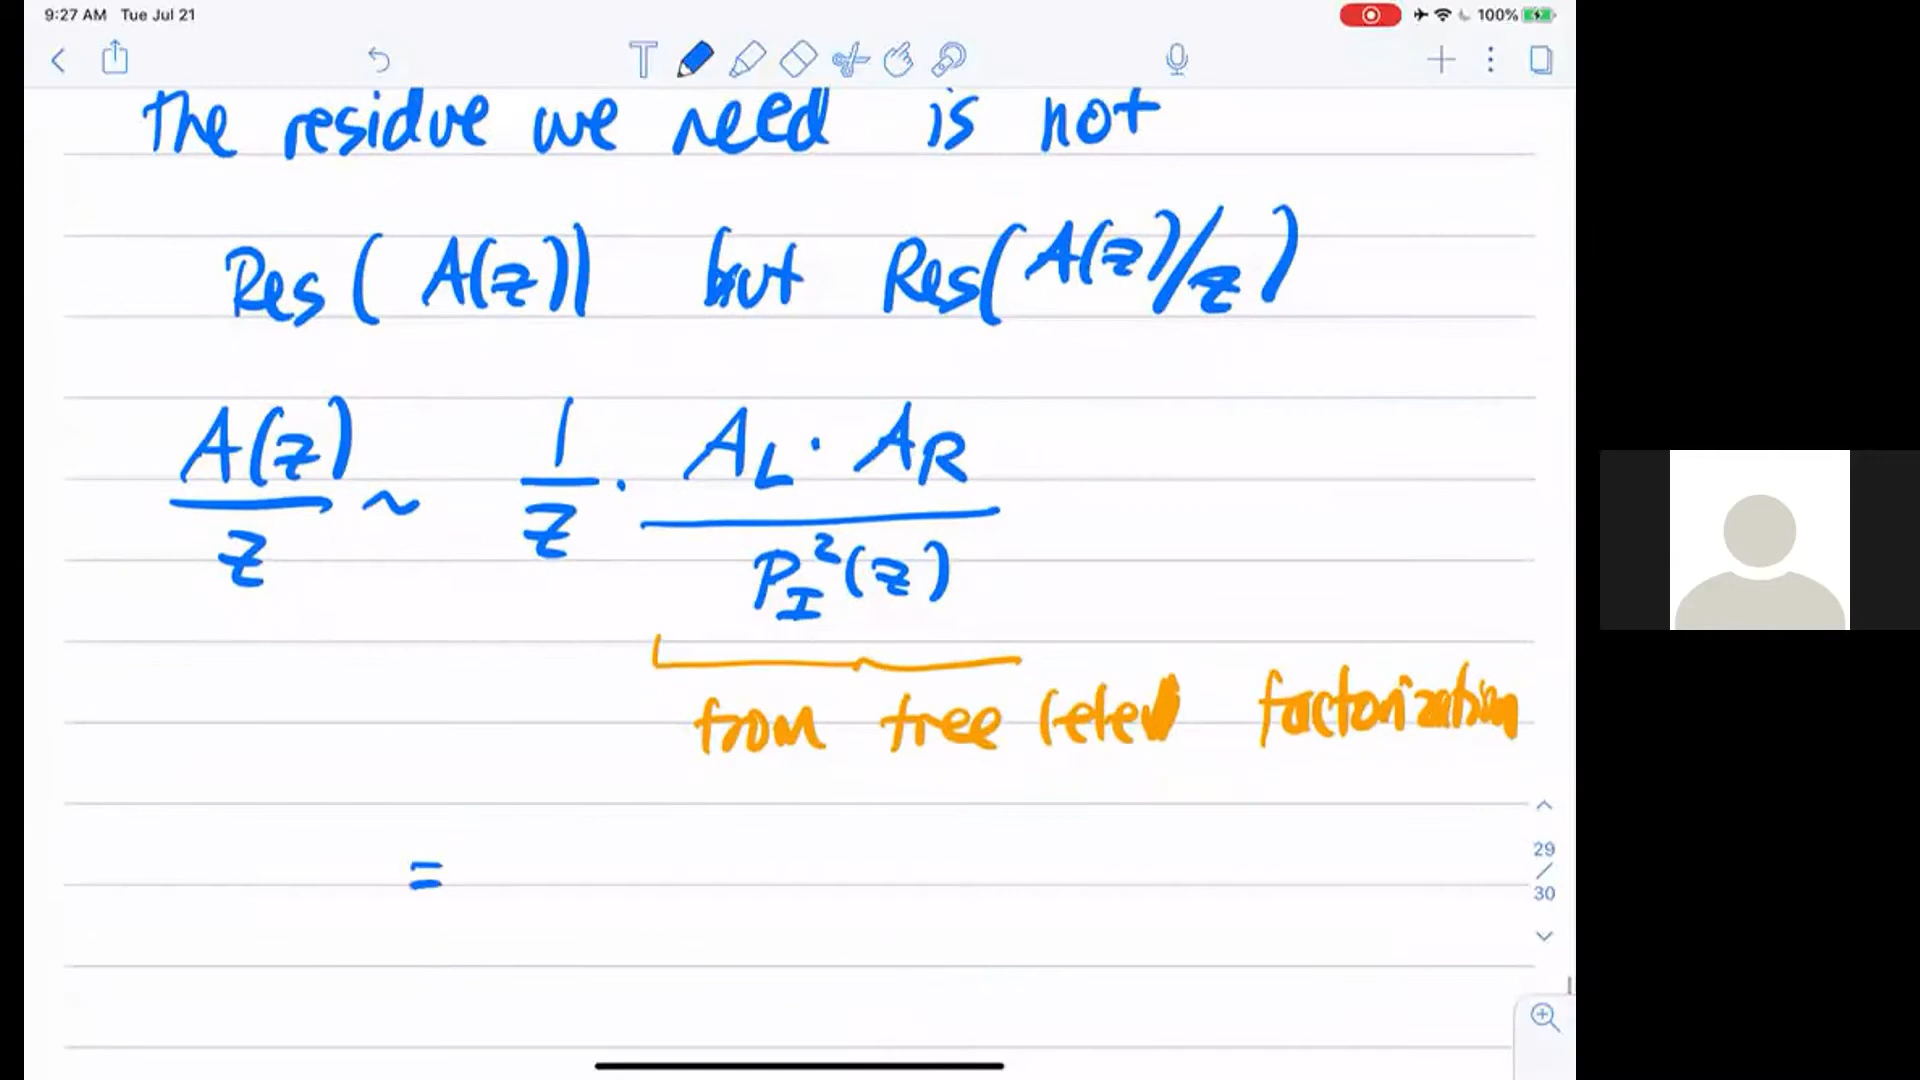 9:27 AM Tue Jul 21
100%
The residue we need is not
Res ( A(z)) but Res( A(z)/z )
A(z)/z ~ 1/z · A_L · A_R / P_I^2(z)
from tree level factorization
=
29
/
30